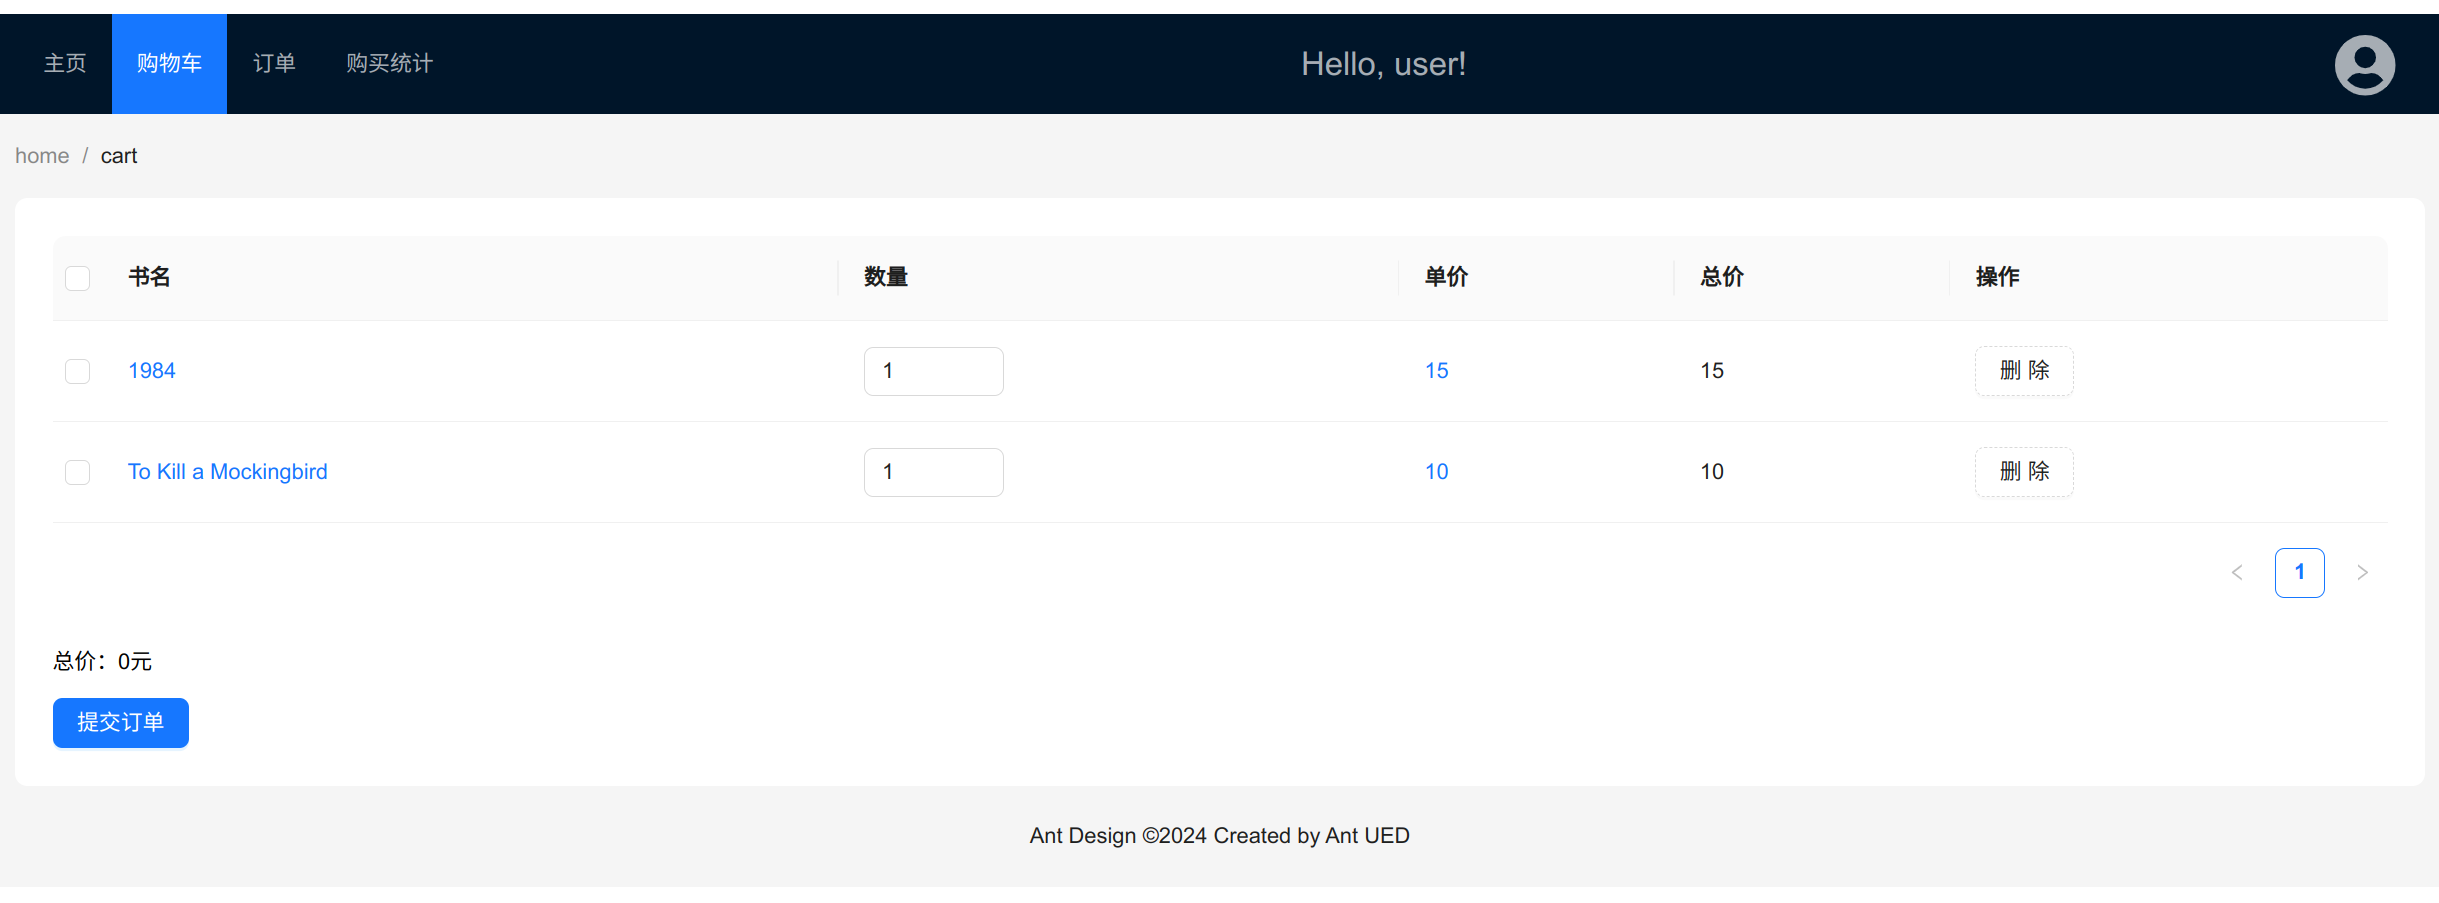 主页 购物车 订单 购买统计 Hello, user!
home / cart
书名 数量 单价 总价 操作
1984 1 15 15 删 除
To Kill a Mockingbird 1 10 10 删 除
< 1 >
总价：0元
提交订单
Ant Design ©2024 Created by Ant UED